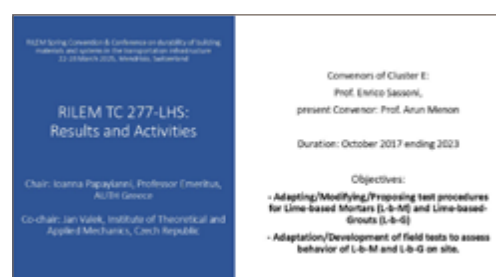 RILEM Spring Convention & Conference on durability of building
materials and systems in the transportation infrastructure
March 2025, Mendrisio, Switzerland
RILEM TC 277-LHS:
Results and Activities
Chair: Ioanna Papayianni, Professor Emeritus,
AUTH Greece
Co-chair: Jan Valek, Institute of Theoretical and
Applied Mechanics, Czech Republic
Convenors of Cluster E:
Prof. Enrico Sassoni,
present Convenor: Prof. Arun Menon
Duration: October 2017 ending 2023
Objectives:
- Adapting/Modifying/Proposing test procedures
for Lime-based Mortars (L-b-M) and Lime-based-
Grouts (L-b-G)
- Adaptation/Development of field tests to assess
behavior of L-b-M and L-b-G on site.